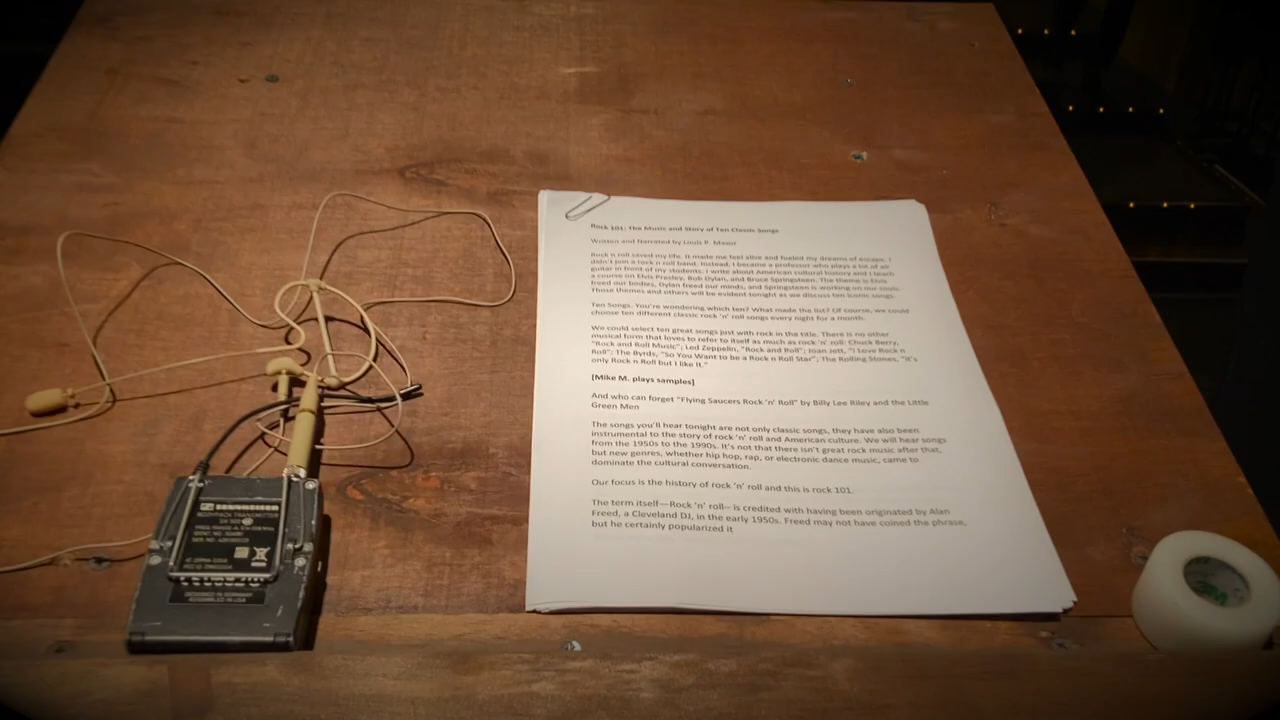 Rock 101: The Music and Story of Ten Classic Songs
Written and Narrated by Louis P. Masur
Rock n roll saved my life. It made me feel alive and fueled my dreams of escape. I
didn't join a rock n roll band. Instead, I became a professor who plays a lot of air
guitar in front of my students. I write about American cultural history and I teach
a course on Elvis Presley, Bob Dylan, and Bruce Springsteen. The theme is Elvis
freed our bodies, Dylan freed our minds, and Springsteen is working on our souls.
Those themes and others will be evident tonight as we discuss ten iconic songs.
Ten Songs. You're wondering which ten? What made the list? Of course, we could
choose ten different classic rock 'n' roll songs every night for a month.
We could select ten great songs just with rock in the title. There is no other
musical form that loves to refer to itself as much as rock 'n' roll: Chuck Berry,
"Rock and Roll Music"; Led Zeppelin, "Rock and Roll"; Joan Jett, "I Love Rock n
Roll"; The Byrds, "So You Want to be a Rock n Roll Star"; The Rolling Stones, "It's
only Rock n Roll but I like it."
[Mike M. plays samples]
And who can forget "Flying Saucers Rock 'n' Roll" by Billy Lee Riley and the Little
Green Men
The songs you'll hear tonight are not only classic songs, they have also been
instrumental to the story of rock 'n' roll and American culture. We will hear songs
from the 1950s to the 1990s. It's not that there isn't great rock music after that,
but new genres, whether hip hop, rap, or electronic dance music, came to
dominate the cultural conversation.
Our focus is the history of rock 'n' roll and this is rock 101.
The term itself—Rock 'n' roll-- is credited with having been originated by Alan
Freed, a Cleveland DJ, in the early 1950s. Freed may not have coined the phrase,
but he certainly popularized it
SENNHEISER
BODYPACK TRANSMITTER
DESIGNED IN GERMANY
ASSEMBLED IN USA
3M